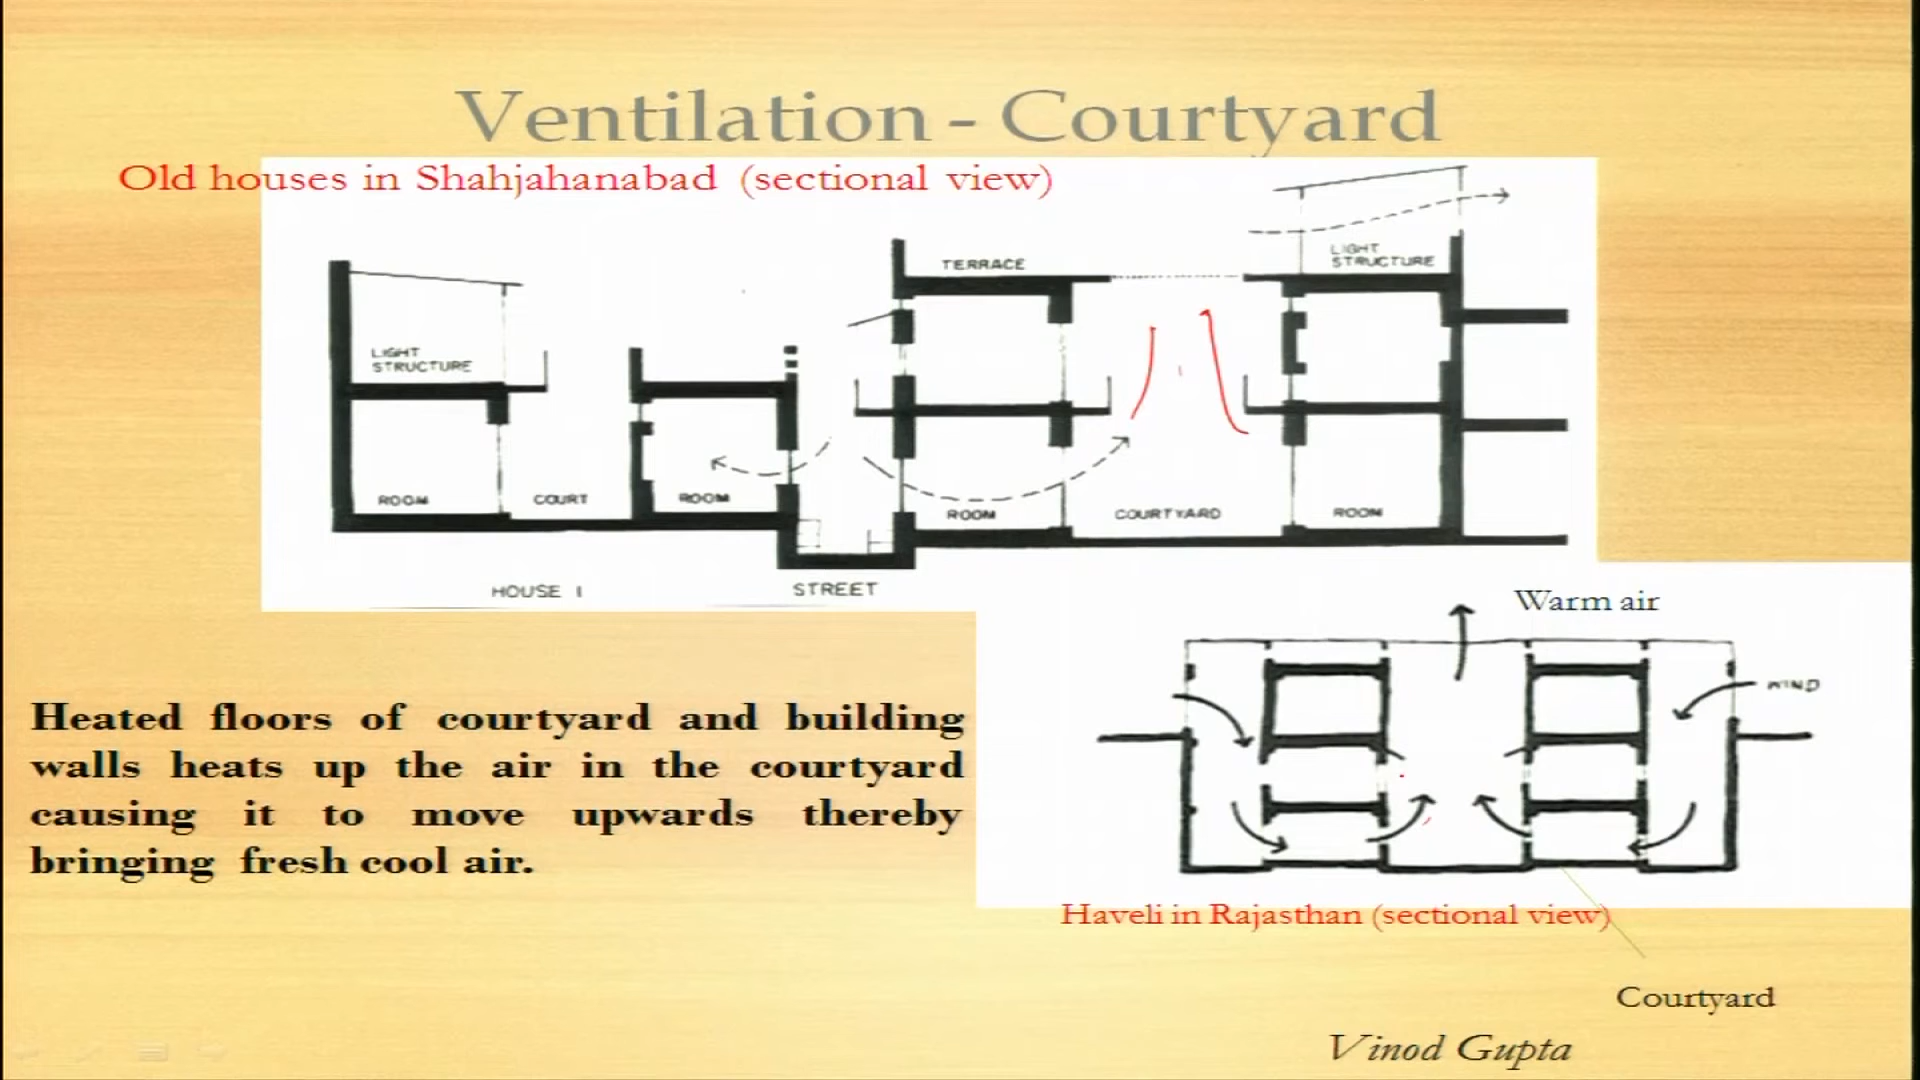 Ventilation - Courtyard
Old houses in Shahjahanabad (sectional view)
TERRACE
LIGHT
STRUCTURE
LIGHT
STRUCTURE
ROOM
COURT
ROOM
ROOM
COURTYARD
ROOM
HOUSE 1
STREET
Warm air
WIND
Heated floors of courtyard and building
walls heats up the air in the courtyard
causing it to move upwards thereby
bringing fresh cool air.
Haveli in Rajasthan (sectional view)
Courtyard
Vinod Gupta